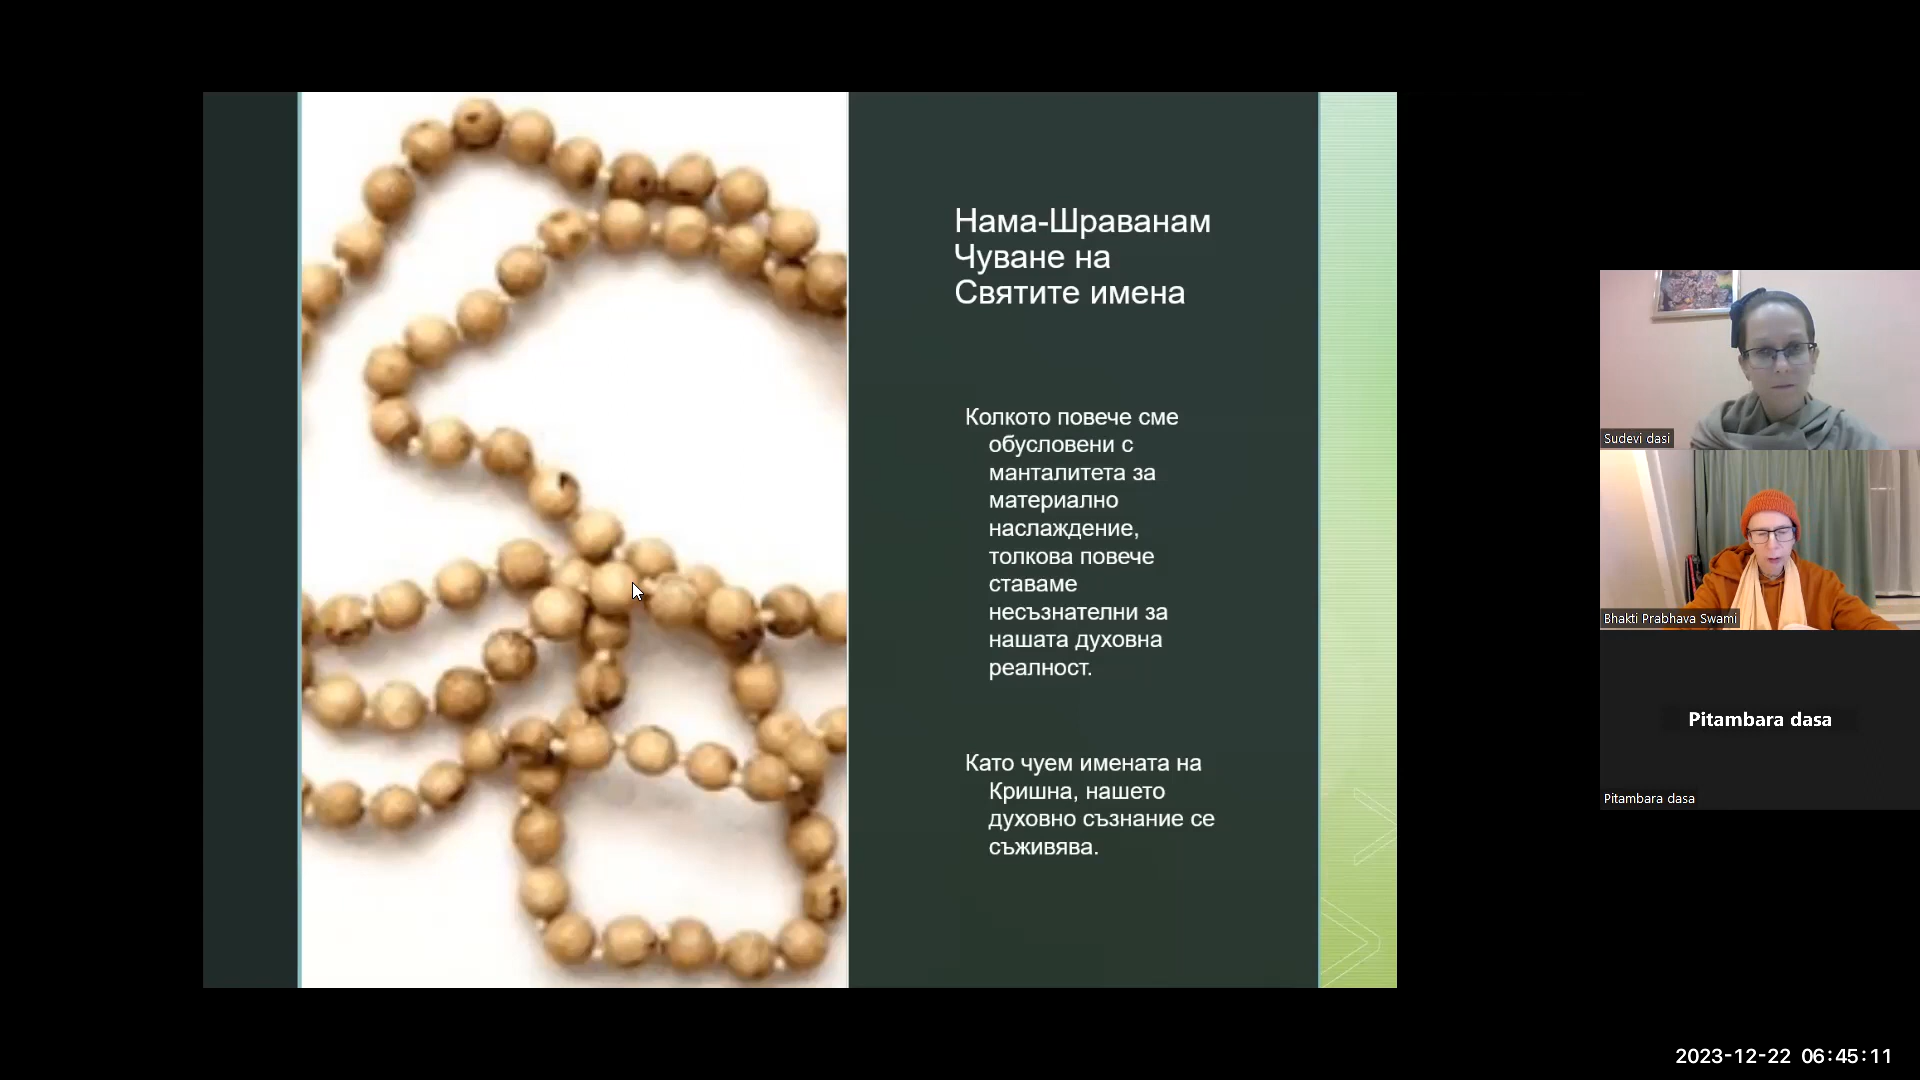 Нама-Шраванам
Чуване на
Святите имена
Колкото повече сме
обусловени с
манталитета за
материално
наслаждение,
толкова повече
ставаме
несъзнателни за
нашата духовна
реалност.
Като чуем имената на
Кришна, нашето
духовно съзнание се
съживява.
Sudevi dasi
Bhakti Prabhava Swami
Pitambara dasa
Pitambara dasa
2023-12-22 06:45:11